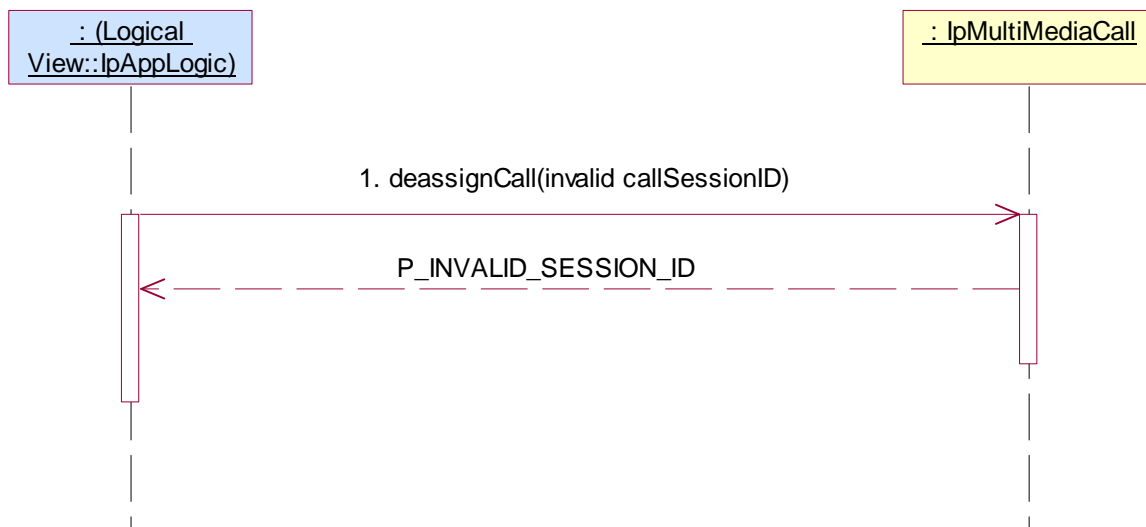 : (Logical
View::IpAppLogic)
: IpMultiMediaCall
1. deassignCall(invalid callSessionID)
P_INVALID_SESSION_ID